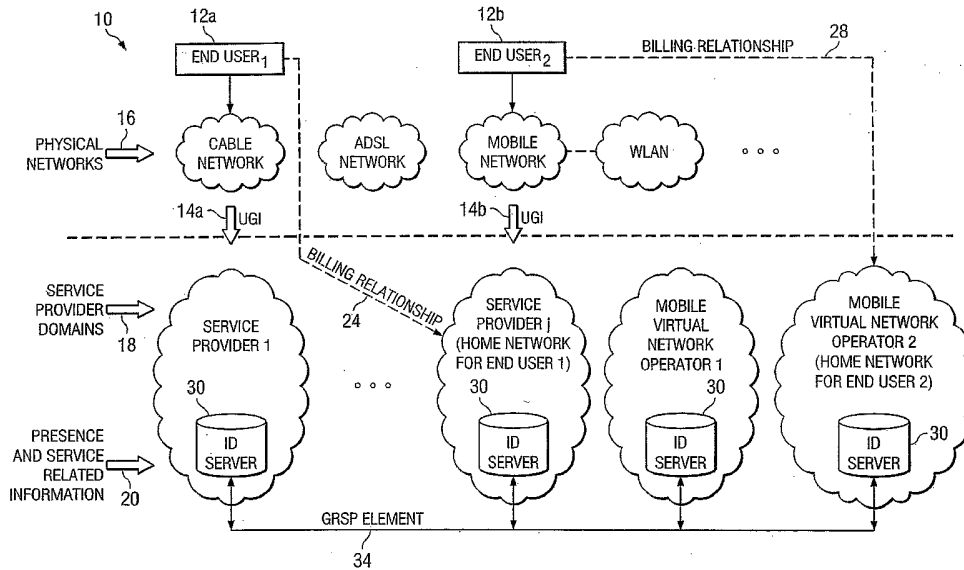 10
12a
END USER1
12b
END USER2
BILLING RELATIONSHIP
28
PHYSICAL
NETWORKS
16
CABLE
NETWORK
ADSL
NETWORK
MOBILE
NETWORK
WLAN
14a
UGI
14b
UGI
SERVICE
PROVIDER
DOMAINS
18
BILLING RELATIONSHIP
24
SERVICE
PROVIDER 1
SERVICE
PROVIDER j
(HOME NETWORK
FOR END USER 1)
MOBILE
VIRTUAL
NETWORK
OPERATOR 1
MOBILE
VIRTUAL NETWORK
OPERATOR 2
(HOME NETWORK
FOR END USER 2)
PRESENCE
AND SERVICE
RELATED
INFORMATION
20
30
ID
SERVER
30
ID
SERVER
30
ID
SERVER
30
ID
SERVER
GRSP ELEMENT
34